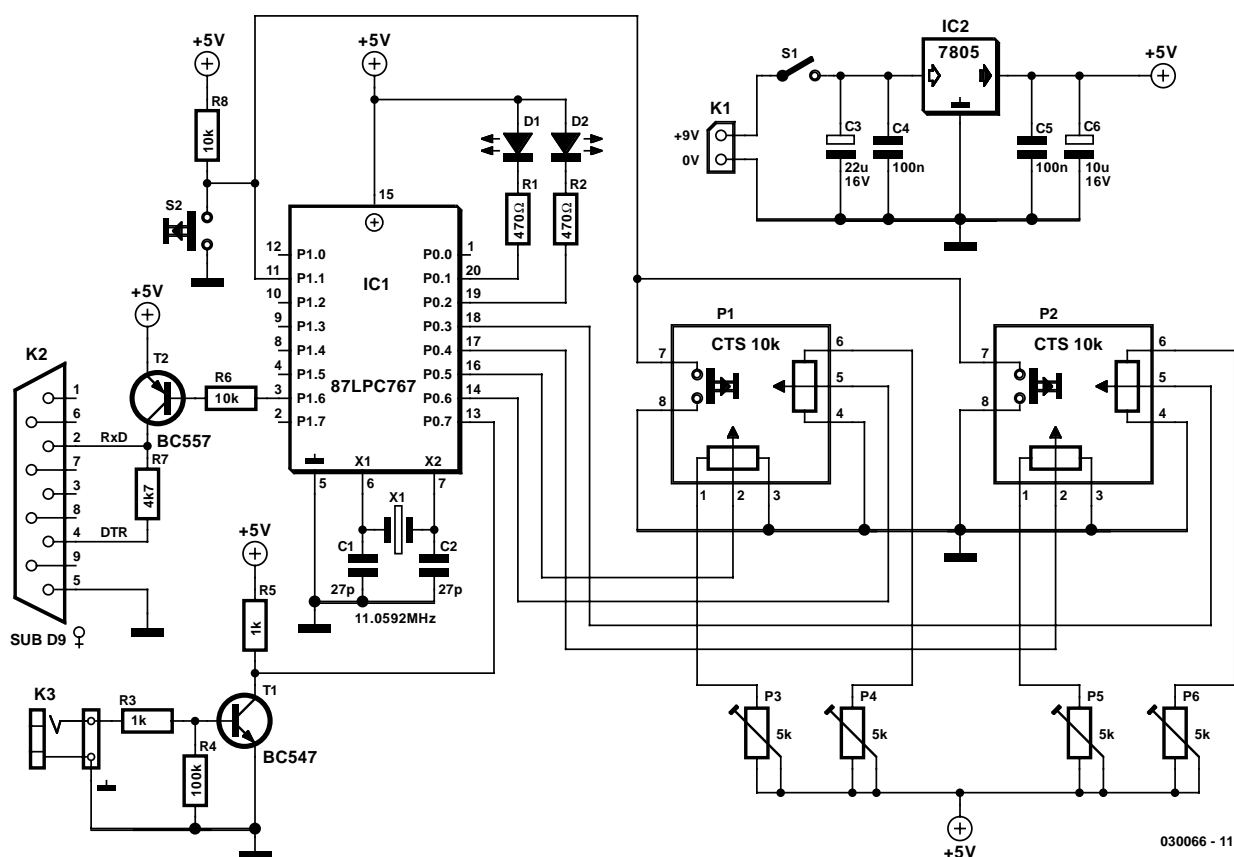 +5V
R8
10k
S2
+5V
15
D1
D2
R1
470Ω
R2
470Ω
IC1
87LPC767
12 P1.0
11 P1.1
10 P1.2
9 P1.3
8 P1.4
4 P1.5
3 P1.6
2 P1.7
P0.0 1
P0.1 20
P0.2 19
P0.3 18
P0.4 17
P0.5 16
P0.6 14
P0.7 13
X1
X2
5
6
7
X1
C1
27p
C2
27p
11.0592MHz
S1
IC2
7805
+5V
K1
+9V
0V
C3
22u
16V
C4
100n
C5
100n
C6
10u
16V
+5V
T2
BC557
R6
10k
R7
4k7
K2
1
6
2
7
3
8
4
9
5
RxD
DTR
SUB D9
+5V
R5
1k
K3
R3
1k
R4
100k
T1
BC547
P1
CTS 10k
7
8
6
5
4
1
2
3
P2
CTS 10k
7
8
6
5
4
1
2
3
P3
5k
P4
5k
P5
5k
P6
5k
+5V
030066 - 11